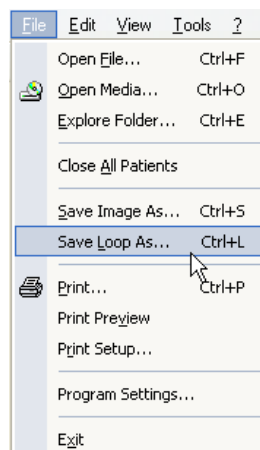 File Edit View Tools ?
Open File... Ctrl+F
Open Media... Ctrl+O
Explore Folder... Ctrl+E
Close All Patients
Save Image As... Ctrl+S
Save Loop As... Ctrl+L
Print... Ctrl+P
Print Preview
Print Setup...
Program Settings...
Exit